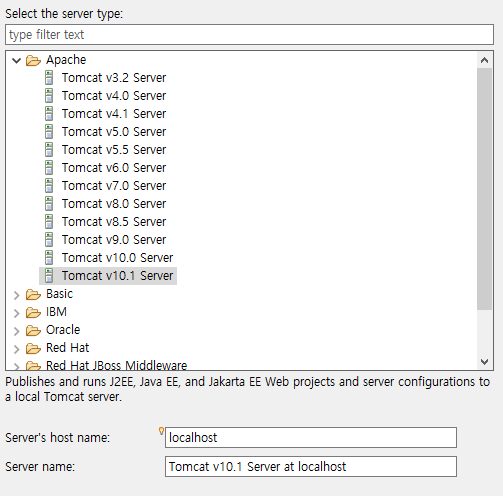 Select the server type:
type filter text
Apache
Tomcat v3.2 Server
Tomcat v4.0 Server
Tomcat v4.1 Server
Tomcat v5.0 Server
Tomcat v5.5 Server
Tomcat v6.0 Server
Tomcat v7.0 Server
Tomcat v8.0 Server
Tomcat v8.5 Server
Tomcat v9.0 Server
Tomcat v10.0 Server
Tomcat v10.1 Server
Basic
IBM
Oracle
Red Hat
Red Hat JBoss Middleware
Publishes and runs J2EE, Java EE, and Jakarta EE Web projects and server configurations to
a local Tomcat server.
Server's host name: localhost
Server name: Tomcat v10.1 Server at localhost